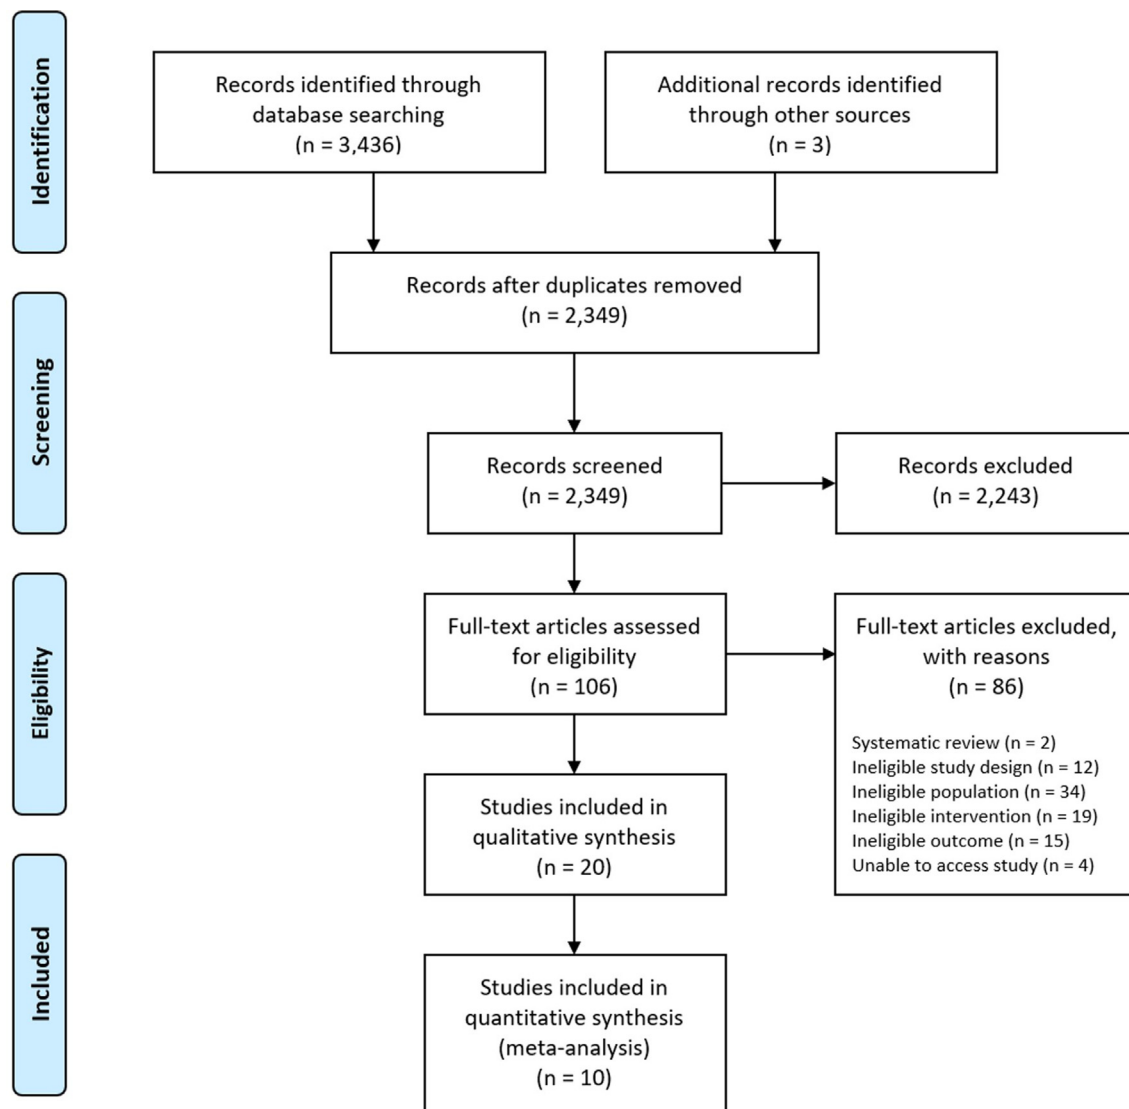 Identification
Records identified through
database searching
(n = 3,436)
Additional records identified
through other sources
(n = 3)
Records after duplicates removed
(n = 2,349)
Screening
Records screened
(n = 2,349)
Records excluded
(n = 2,243)
Eligibility
Full-text articles assessed
for eligibility
(n = 106)
Full-text articles excluded,
with reasons
(n = 86)
Systematic review (n = 2)
Ineligible study design (n = 12)
Ineligible population (n = 34)
Ineligible intervention (n = 19)
Ineligible outcome (n = 15)
Unable to access study (n = 4)
Studies included in
qualitative synthesis
(n = 20)
Included
Studies included in
quantitative synthesis
(meta-analysis)
(n = 10)